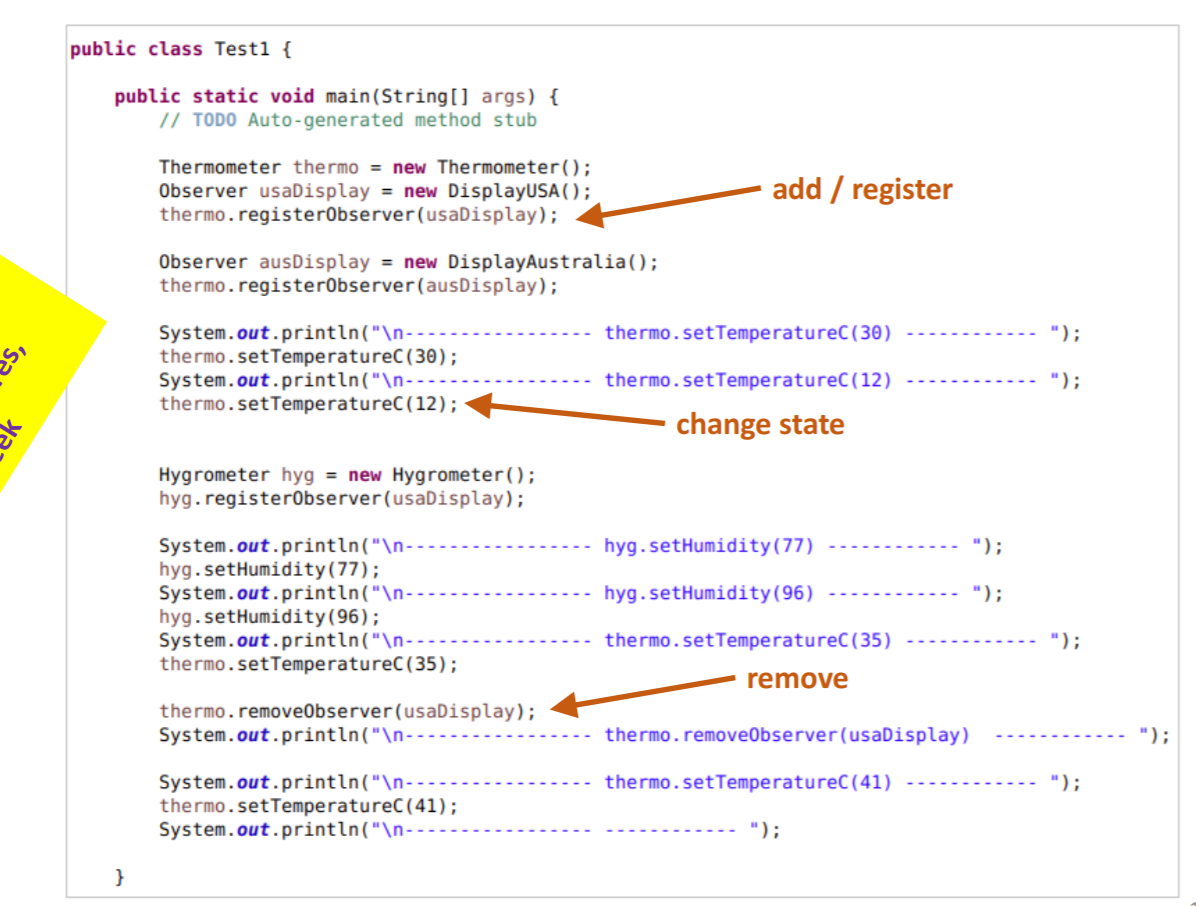 public class Test1 {
public static void main(String[] args) {
// TODO Auto-generated method stub
Thermometer thermo = new Thermometer();
Observer usaDisplay = new DisplayUSA();
add / register
thermo.registerObserver(usaDisplay);
Observer ausDisplay = new DisplayAustralia();
thermo.registerObserver(ausDisplay);
System.out.println("\n----------------- thermo.setTemperatureC(30) ------------ ");
thermo.setTemperatureC(30);
System.out.println("\n----------------- thermo.setTemperatureC(12) ------------ ");
thermo.setTemperatureC(12);
change state
Hygrometer hyg = new Hygrometer();
hyg.registerObserver(usaDisplay);
System.out.println("\n----------------- hyg.setHumidity(77) ------------ ");
hyg.setHumidity(77);
System.out.println("\n----------------- hyg.setHumidity(96) ------------ ");
hyg.setHumidity(96);
System.out.println("\n----------------- thermo.setTemperatureC(35) ------------ ");
thermo.setTemperatureC(35);
remove
thermo.removeObserver(usaDisplay);
System.out.println("\n----------------- thermo.removeObserver(usaDisplay)  ------------ ");
System.out.println("\n----------------- thermo.setTemperatureC(41) ------------ ");
thermo.setTemperatureC(41);
System.out.println("\n----------------- ------------ ");
}